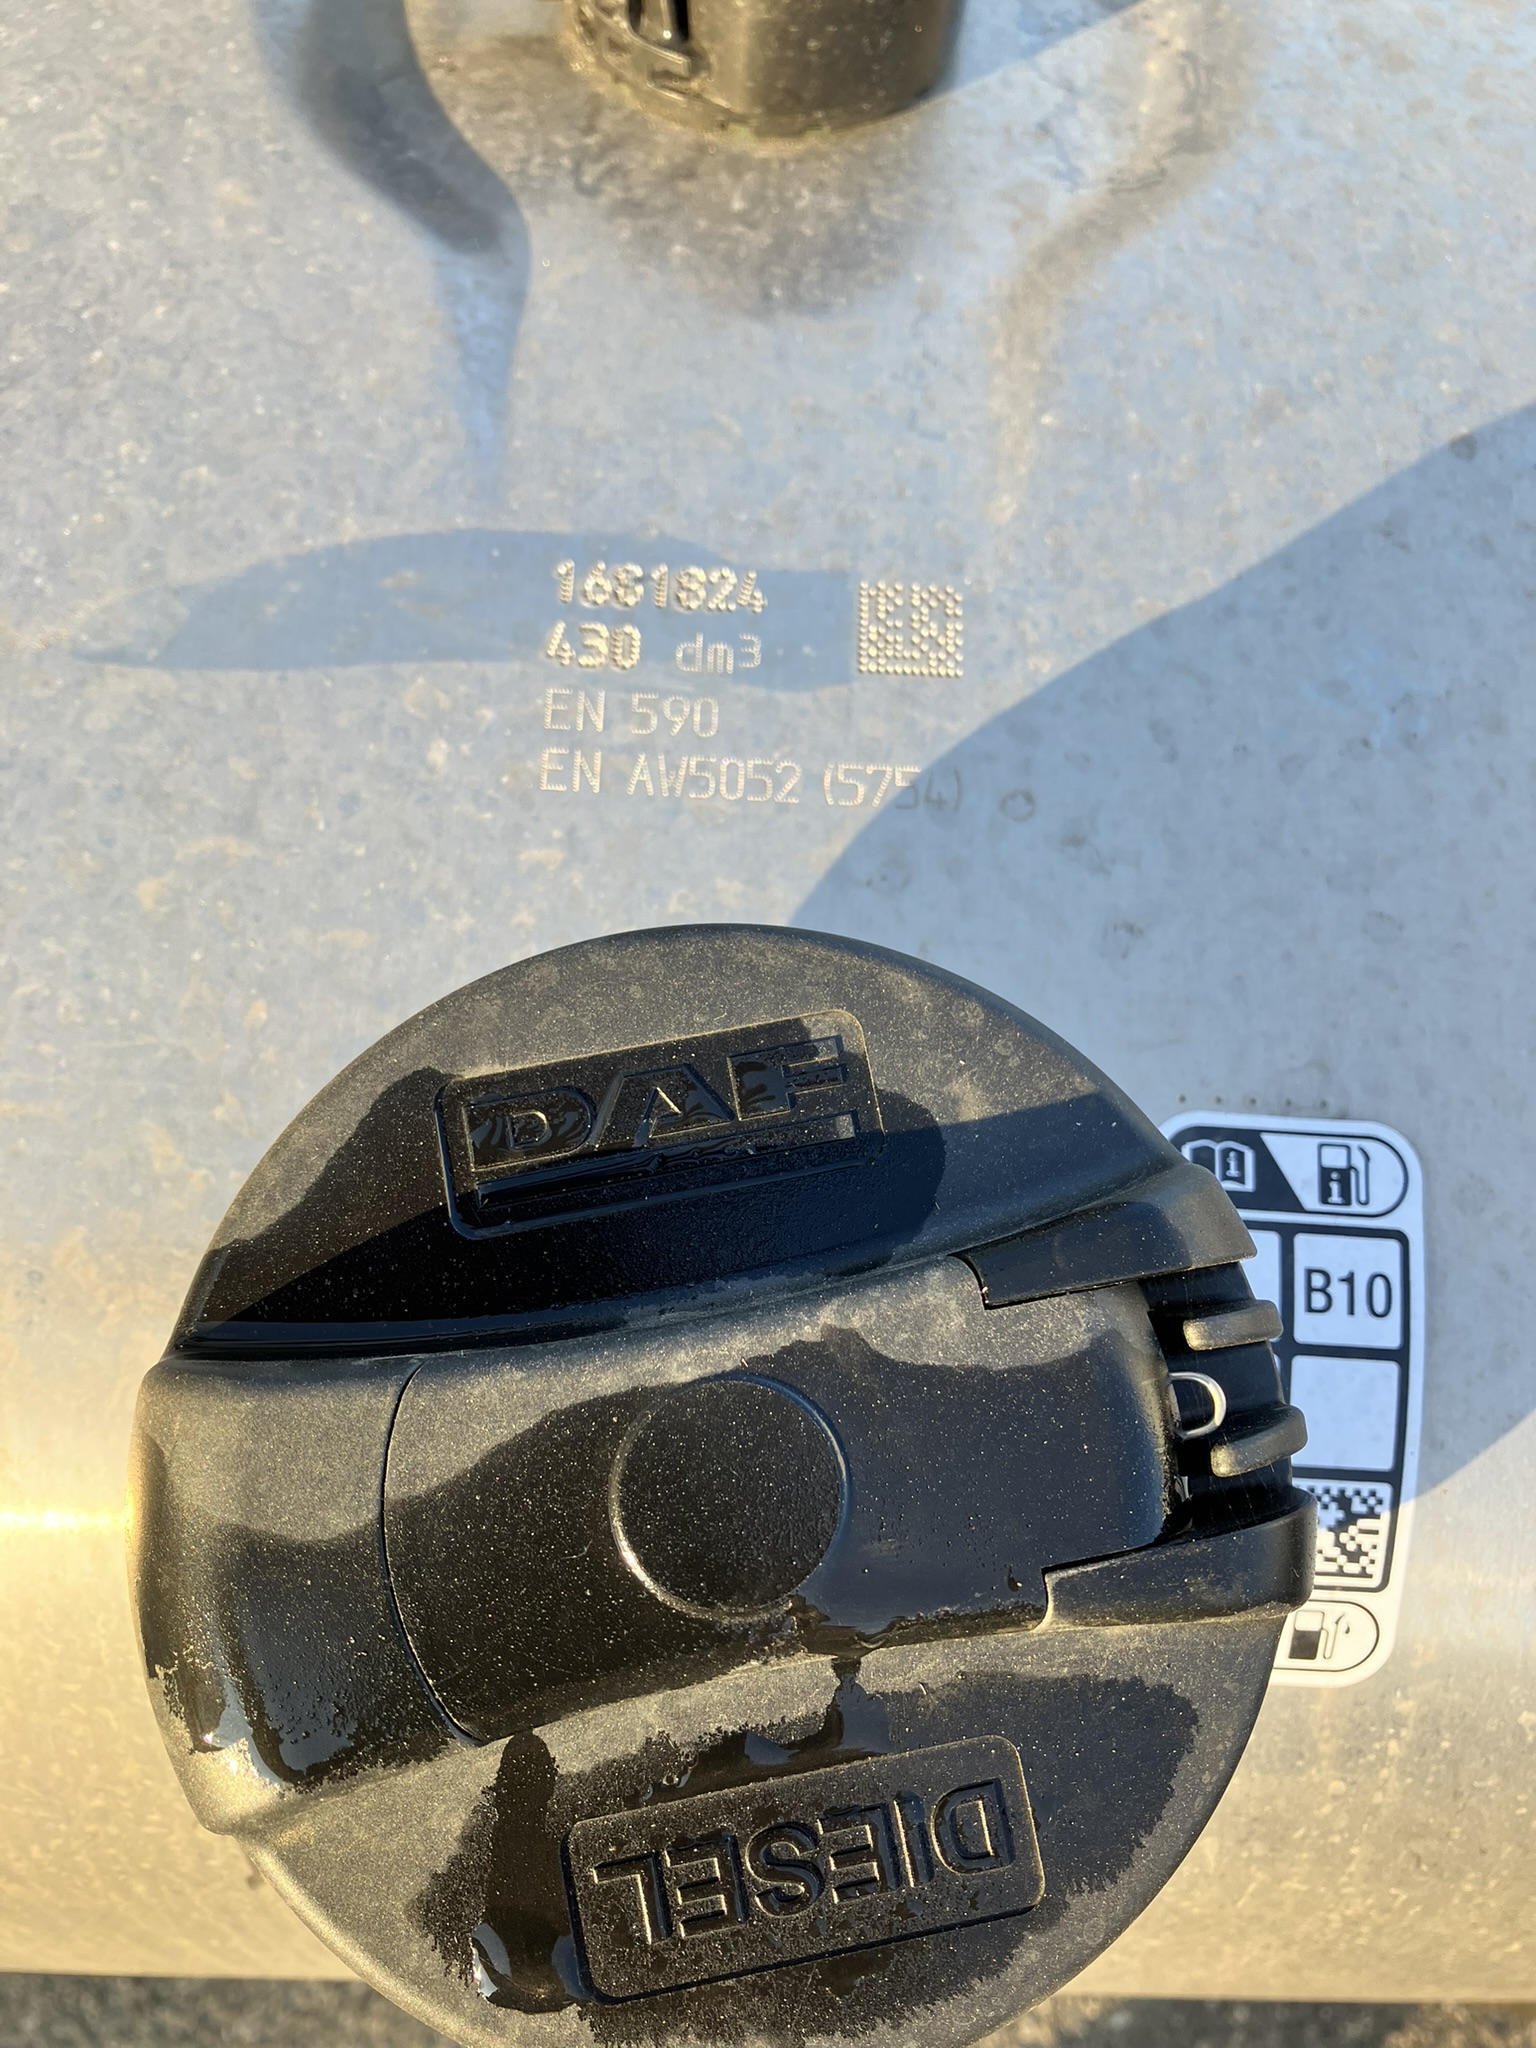 1681824
430 dm3
EN 590
EN AW5052 (5754)
DAF
B10
DIESEL